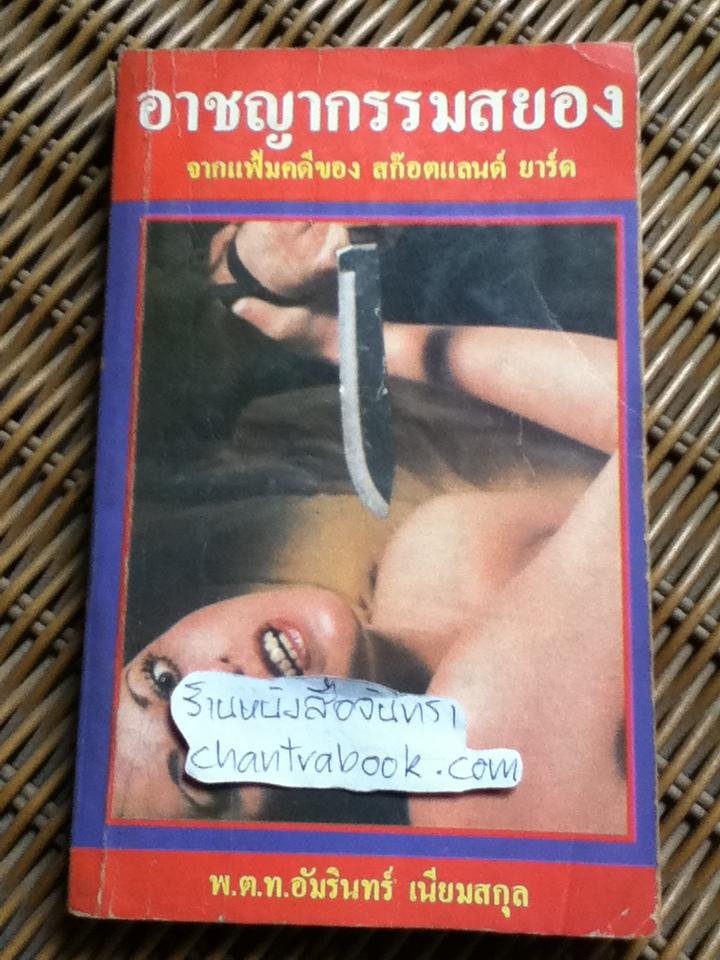 อาชญากรรมสยอง
จากแฟ้มคดีของ สก๊อตแลนด์ ยาร์ด
ร้านหนังสือจันทรา
chantrabook.com
พ.ต.ท.อัมรินทร์ เนียมสกุล